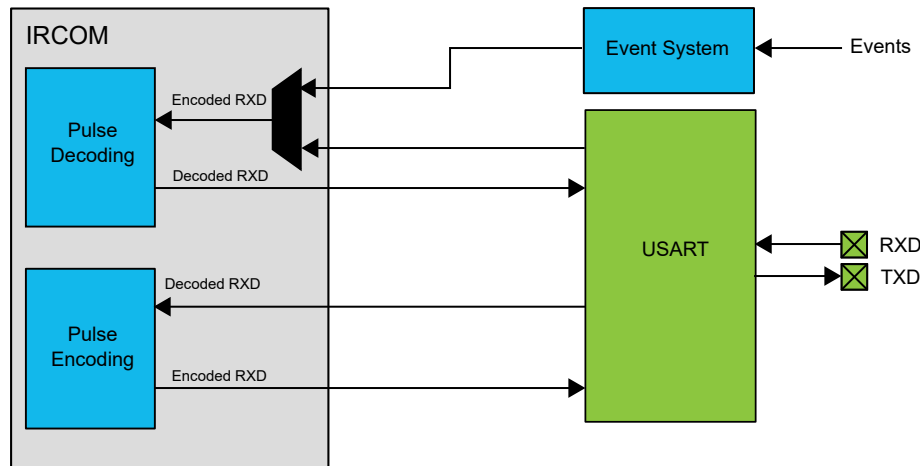 IRCOM
Event System
Events
Encoded RXD
Pulse
Decoding
Decoded RXD
USART
RXD
TXD
Decoded RXD
Pulse
Encoding
Encoded RXD